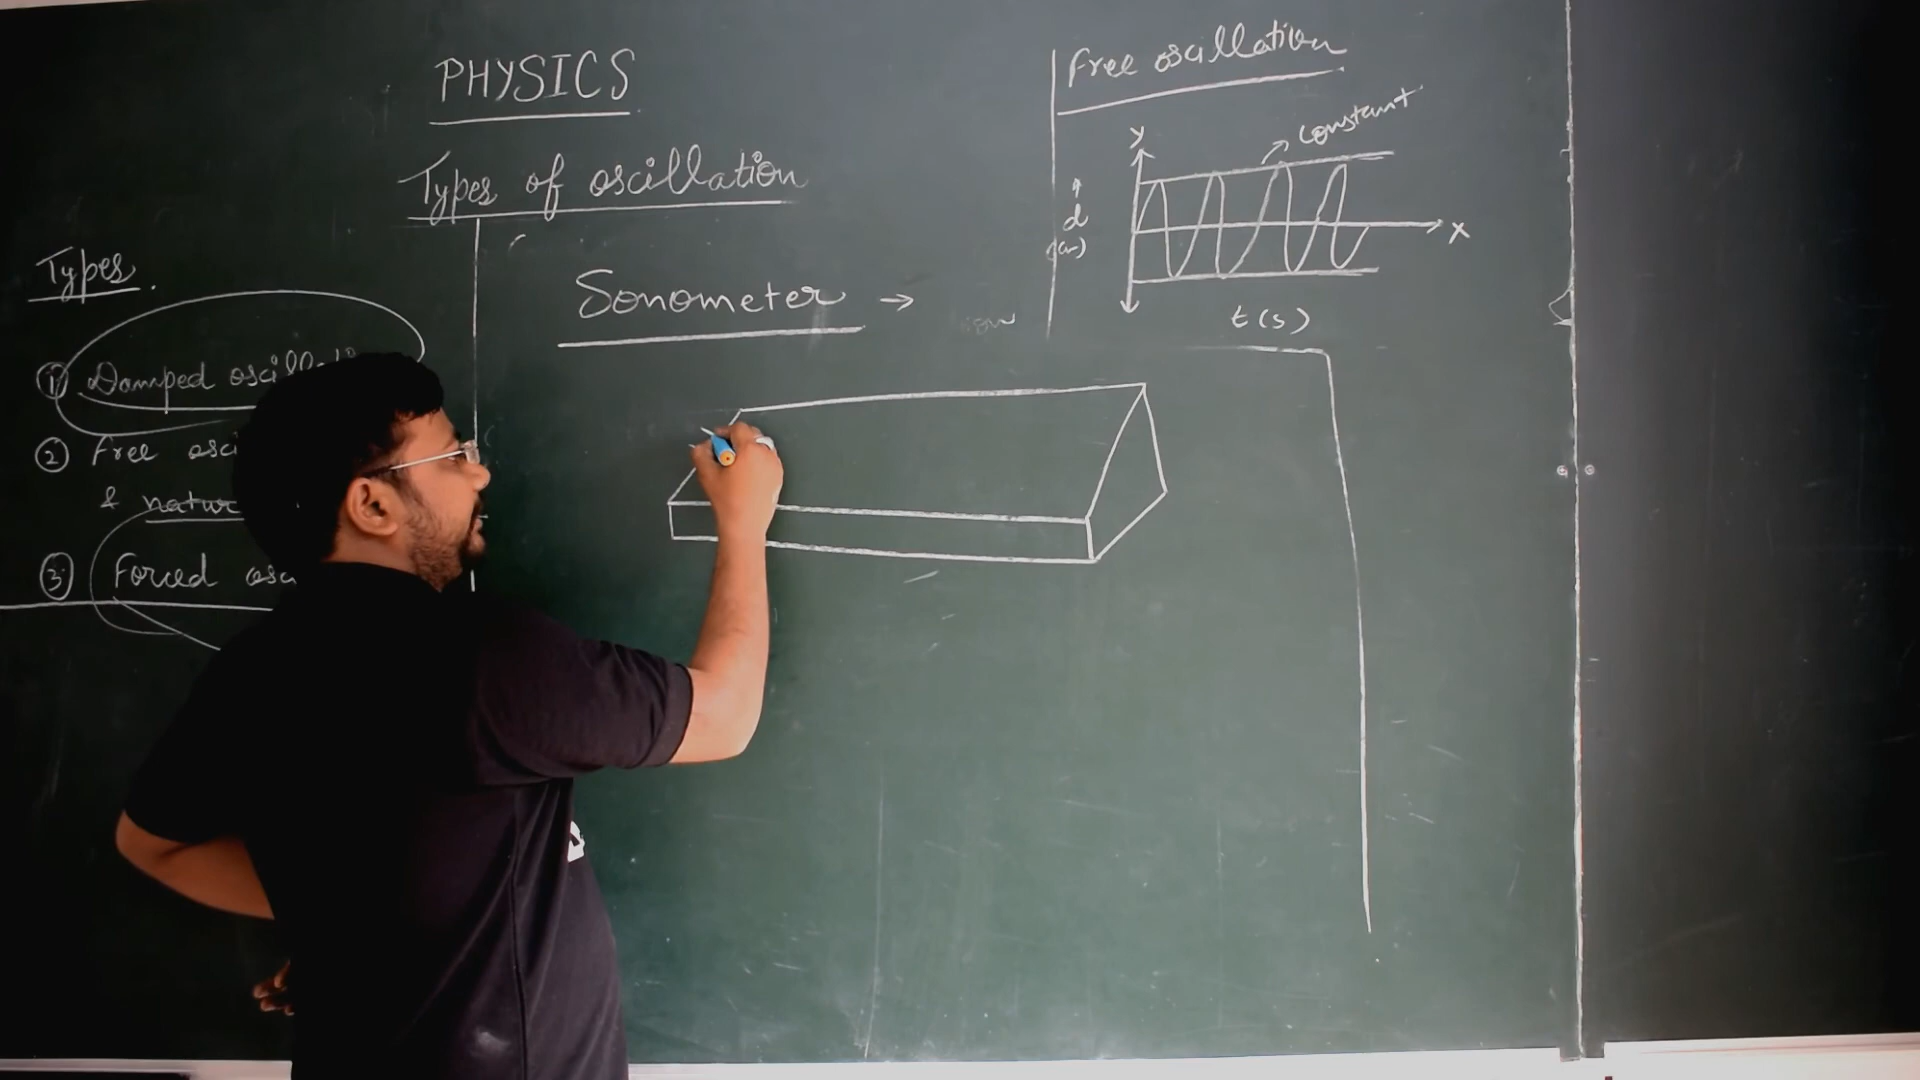 PHYSICS
Types of oscillation
Types.
① Damped
② Free
&
③ Forced
Sonometer →
Free oscillation
constant
Y
d
X
t(s)